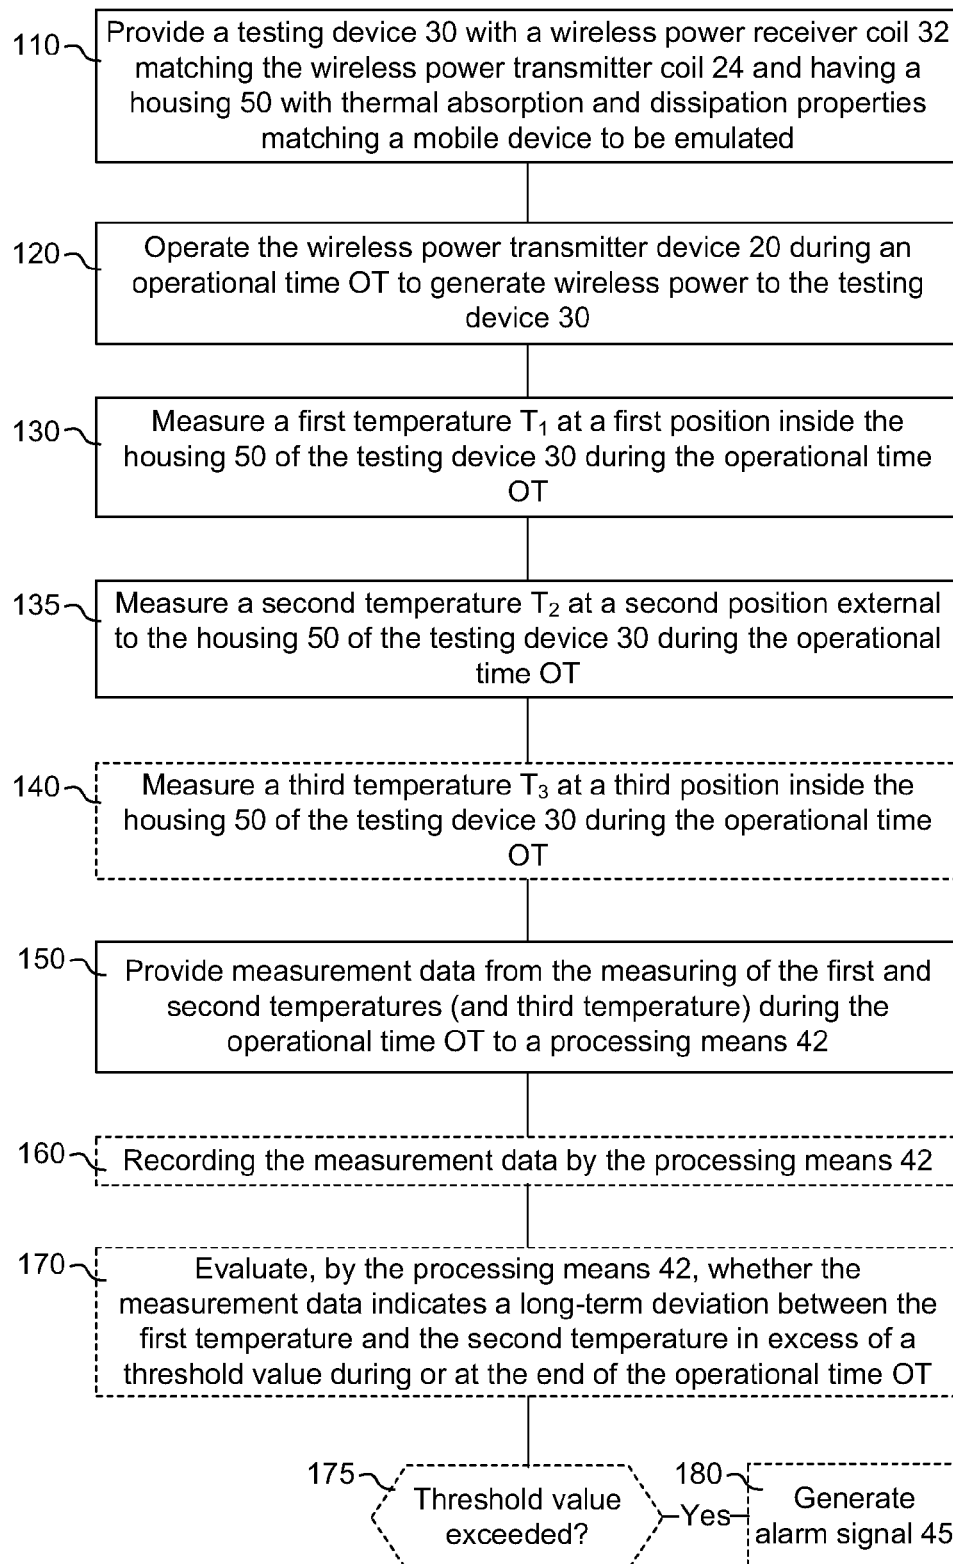 110
Provide a testing device 30 with a wireless power receiver coil 32
matching the wireless power transmitter coil 24 and having a
housing 50 with thermal absorption and dissipation properties
matching a mobile device to be emulated
120
Operate the wireless power transmitter device 20 during an
operational time OT to generate wireless power to the testing
device 30
130
Measure a first temperature T₁ at a first position inside the
housing 50 of the testing device 30 during the operational time
OT
135
Measure a second temperature T₂ at a second position external
to the housing 50 of the testing device 30 during the operational
time OT
140
Measure a third temperature T₃ at a third position inside the
housing 50 of the testing device 30 during the operational time
OT
150
Provide measurement data from the measuring of the first and
second temperatures (and third temperature) during the
operational time OT to a processing means 42
160
Recording the measurement data by the processing means 42
170
Evaluate, by the processing means 42, whether the
measurement data indicates a long-term deviation between the
first temperature and the second temperature in excess of a
threshold value during or at the end of the operational time OT
175
Threshold value
exceeded?
Yes
180
Generate
alarm signal 45